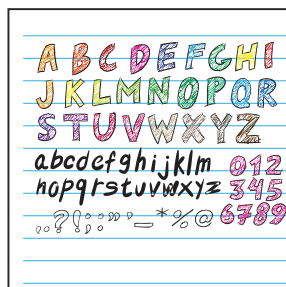 ABCDEFGHI
JKLMNOPQR
STUVWXYZ
abcdefghijklm
nopqrstuvwxyz
012
345
6789